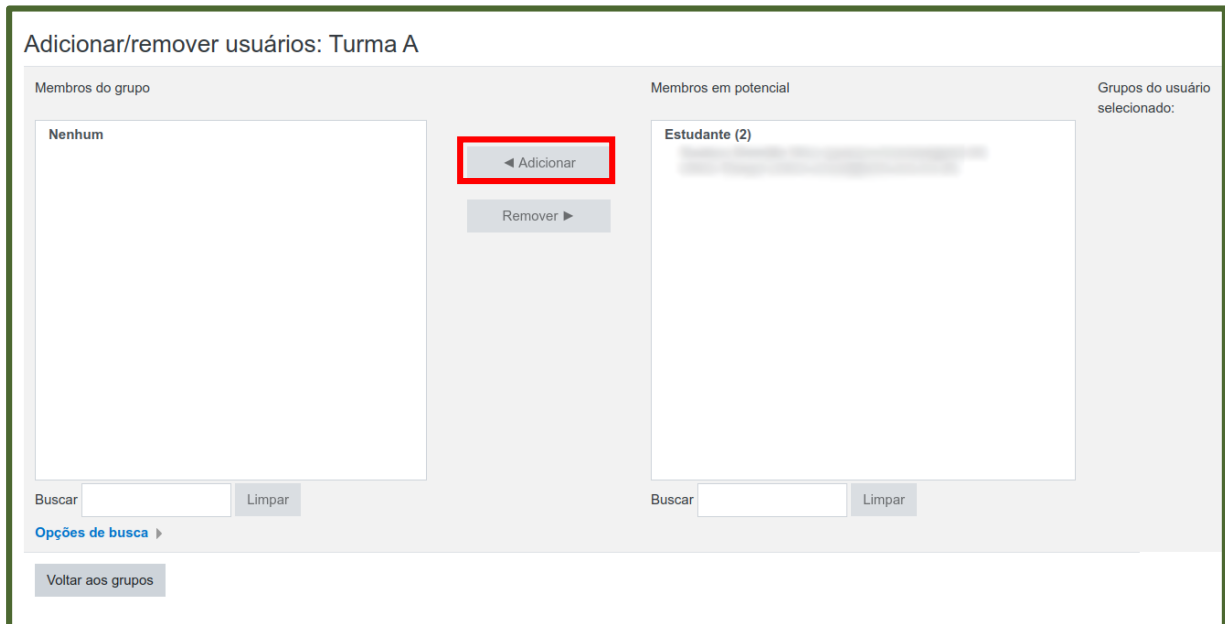 Adicionar/remover usuários: Turma A
Membros do grupo
Nenhum
◄ Adicionar
Remover ►
Membros em potencial
Estudante (2)
Grupos do usuário
selecionado:
Buscar
Limpar
Opções de busca
Buscar
Limpar
Voltar aos grupos